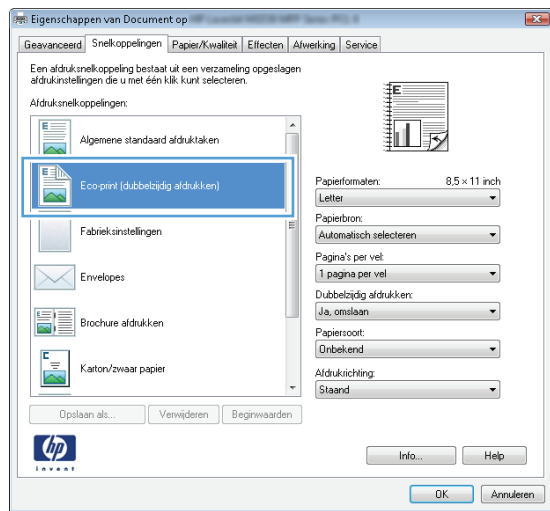 Eigenschappen van Document op
Geavanceerd Snelkoppelingen Papier/Kwaliteit Effecten Afwerking Service
Een afdruksnelkoppeling bestaat uit een verzameling opgeslagen
afdrukinstellingen die u met één klik kunt selecteren.
Afdruksnelkoppelingen:
Algemene standaard afdruktaken
Eco-print (dubbelzijdig afdrukken)
Fabrieksinstellingen
Envelopes
Brochure afdrukken
Karton/zwaar papier
Opslaan als... Verwijderen Beginwaarden
Papierformaten: 8,5 × 11 inch
Letter
Papierbron:
Automatisch selecteren
Pagina's per vel:
1 pagina per vel
Dubbelzijdig afdrukken:
Ja, omslaan
Papiersoort:
Onbekend
Afdrukrichting:
Staand
hp
invent
Info... Help
OK Annuleren